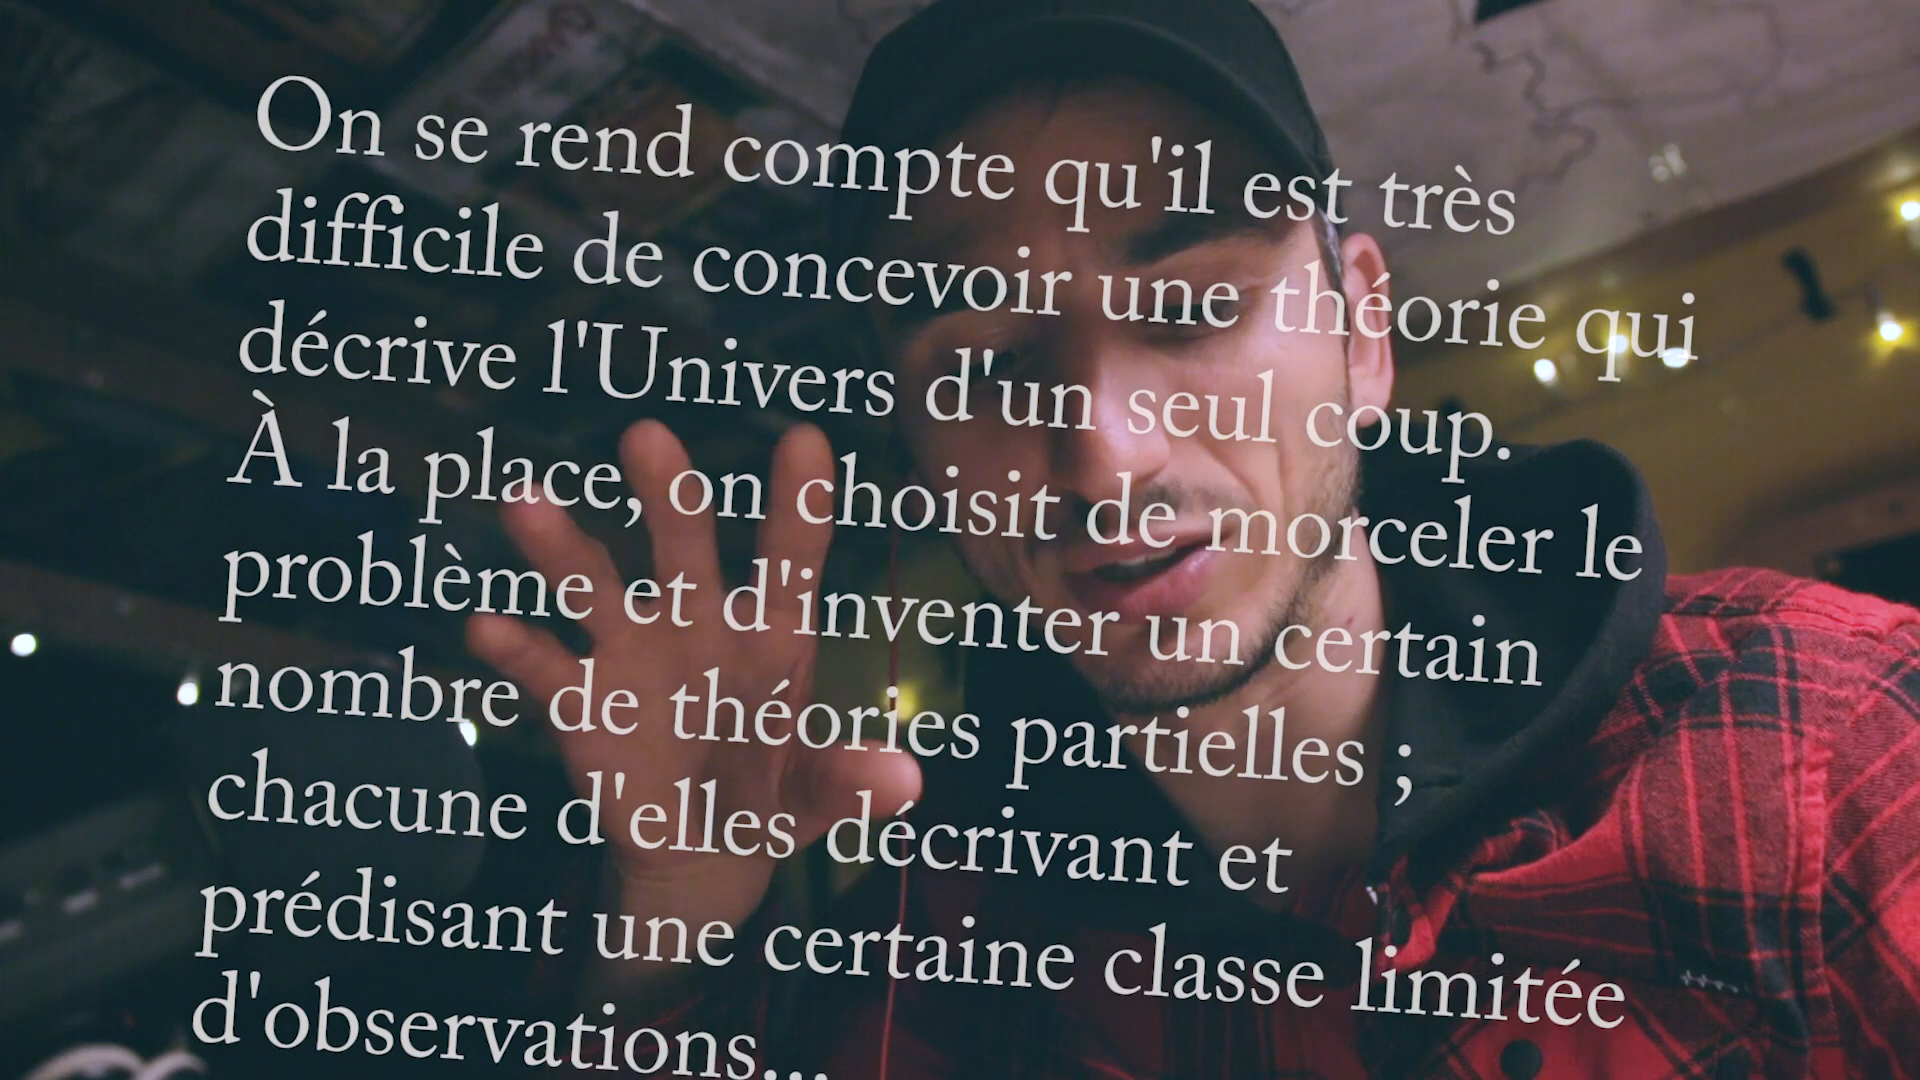 On se rend compte qu'il est très
difficile de concevoir une théorie qui
décrive l'Univers d'un seul coup.
À la place, on choisit de morceler le
problème et d'inventer un certain
nombre de théories partielles ;
chacune d'elles décrivant et
prédisant une certaine classe limitée
d'observations...